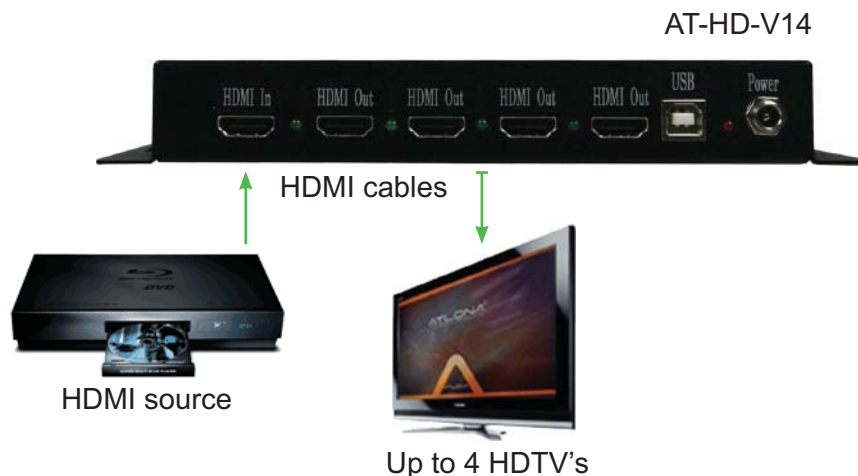 AT-HD-V14
HDMI In
HDMI Out
HDMI Out
HDMI Out
HDMI Out
USB
Power
HDMI cables
DVD
ATLONA
HDMI source
Up to 4 HDTV's